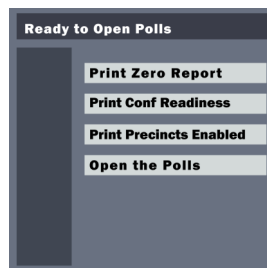 Ready to Open Polls
Print Zero Report
Print Conf Readiness
Print Precincts Enabled
Open the Polls